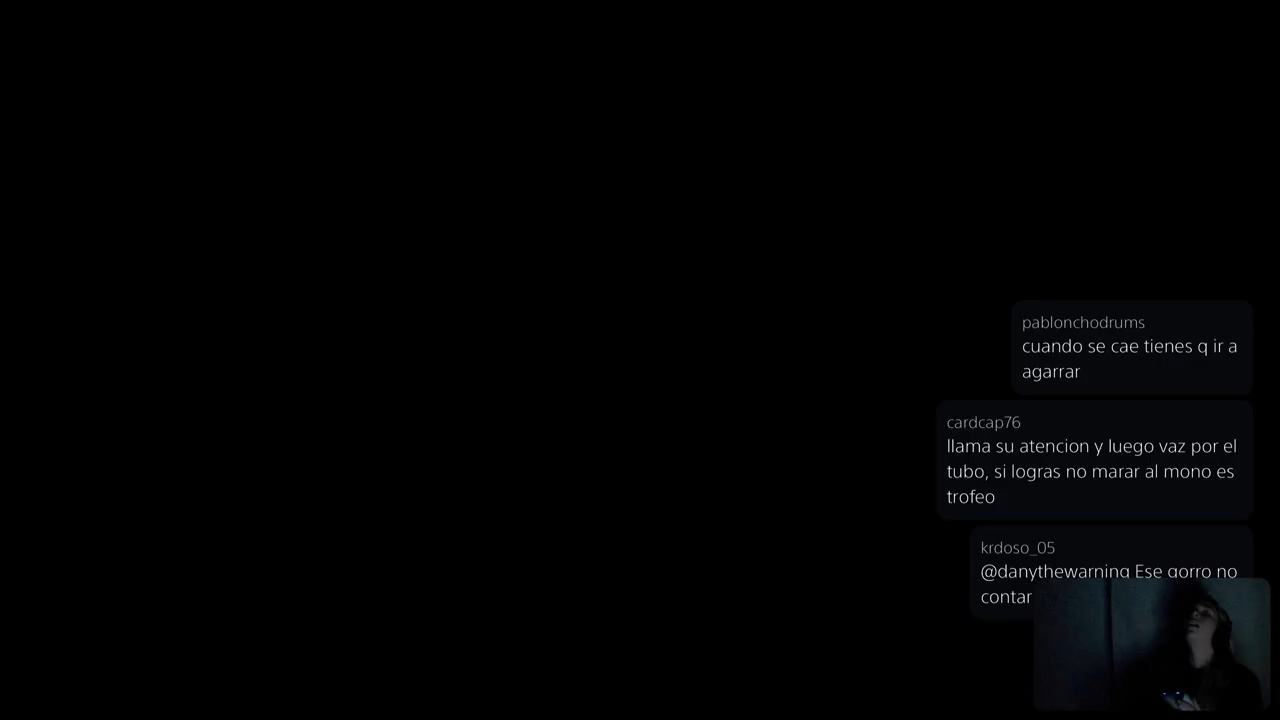 pablonchodrums
cuando se cae tienes q ir a
agarrar
cardcap76
llama su atencion y luego vaz por el
tubo, si logras no marar al mono es
trofeo
krdoso_05
@danythewarning Ese gorro no
contar